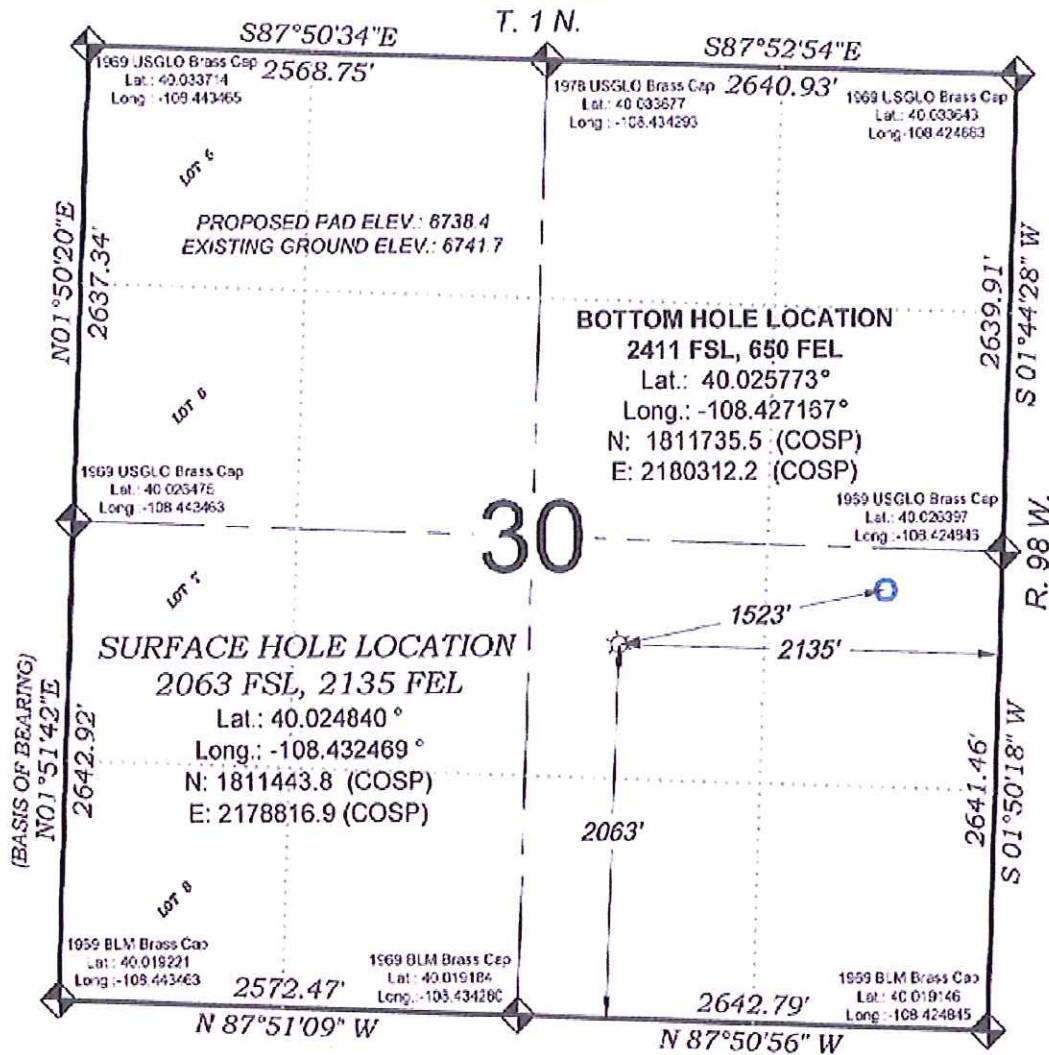 T. 1 N.
S87°50'34"E
2568.75'
S87°52'54"E
2640.93'
1969 USGLO Brass Cap
Lat.: 40.033714
Long.: -108.443465
1978 USGLO Brass Cap
Lat.: 40.033677
Long.: -108.434293
1969 USGLO Brass Cap
Lat.: 40.033643
Long.-108.424663
LOT
PROPOSED PAD ELEV.: 6738.4
EXISTING GROUND ELEV.: 6741.7
N01°50'20"E
2637.34'
2639.91'
S 01°44'28" W
BOTTOM HOLE LOCATION
2411 FSL, 650 FEL
Lat.: 40.025773°
Long.: -108.427167°
N: 1811735.5 (COSP)
E: 2180312.2 (COSP)
LOT 6
1969 USGLO Brass Cap
Lat.: 40.026476
Long.: -108.443463
30
1969 USGLO Brass Cap
Lat.: 40.026397
Long.: -108.424846
R. 98 W.
LOT 7
1523'
2135'
SURFACE HOLE LOCATION
2063 FSL, 2135 FEL
Lat.: 40.024840 °
Long.: -108.432469 °
N: 1811443.8 (COSP)
E: 2178816.9 (COSP)
(BASIS OF BEARING)
N01°51'42"E
2642.92'
2063'
2641.46'
S 01°50'18" W
LOT 8
1969 BLM Brass Cap
Lat.: 40.019221
Long.:-108.443463
1969 BLM Brass Cap
Lat.: 40.019184
Long.:-108.434260
1969 BLM Brass Cap
Lat.: 40.019146
Long.: -108.424845
2572.47'
N 87°51'09" W
2642.79'
N 87°50'56" W